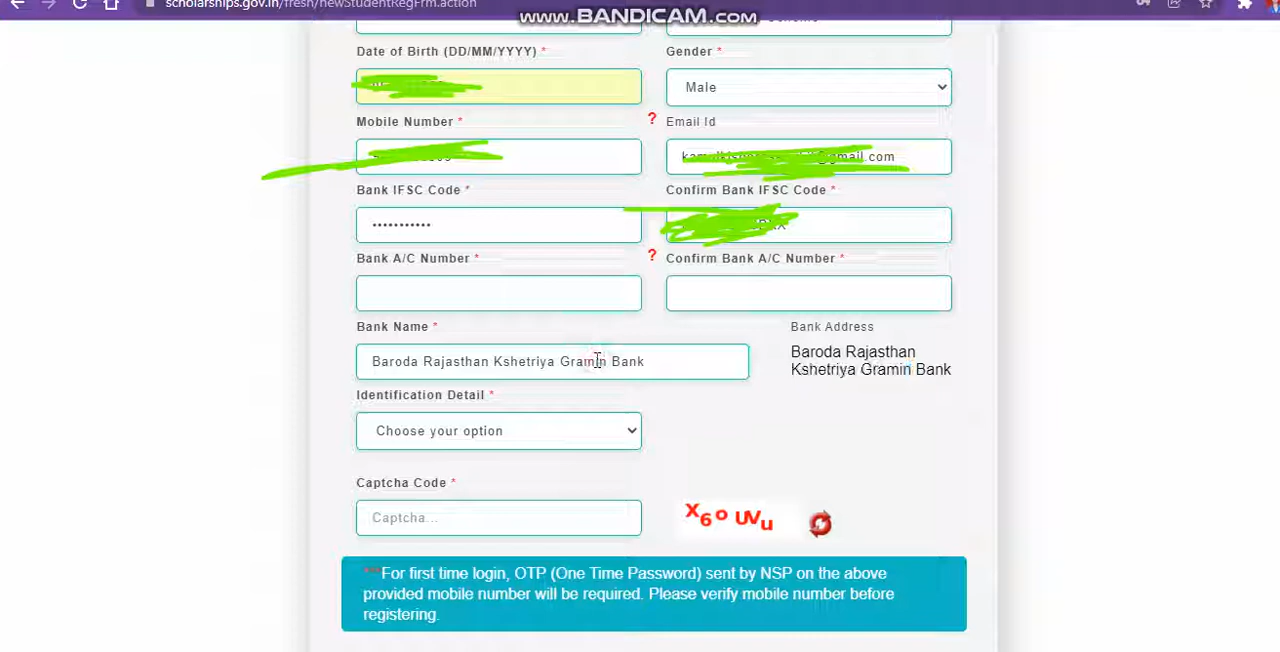 scholarships.gov.in/fresh/newStudentRegFrm.action
www.BANDICAM.com
Date of Birth (DD/MM/YYYY) *
Gender *
Male
Mobile Number *
?
Email Id
@gmail.com
Bank IFSC Code *
Confirm Bank IFSC Code *
•••••••••••
Bank A/C Number *
?
Confirm Bank A/C Number *
Bank Name *
Bank Address
Baroda Rajasthan Kshetriya Gramin Bank
Baroda Rajasthan
Kshetriya Gramin Bank
Identification Detail *
Choose your option
Captcha Code *
Captcha...
x6ouvu
***For first time login, OTP (One Time Password) sent by NSP on the above
provided mobile number will be required. Please verify mobile number before
registering.